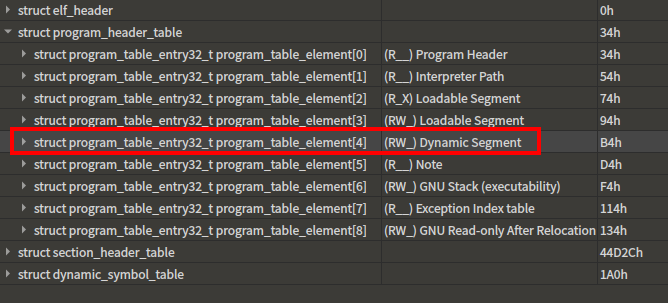 struct elf_header 0h
struct program_header_table 34h
struct program_table_entry32_t program_table_element[0] (R__) Program Header 34h
struct program_table_entry32_t program_table_element[1] (R__) Interpreter Path 54h
struct program_table_entry32_t program_table_element[2] (R_X) Loadable Segment 74h
struct program_table_entry32_t program_table_element[3] (RW_) Loadable Segment 94h
struct program_table_entry32_t program_table_element[4] (RW_) Dynamic Segment B4h
struct program_table_entry32_t program_table_element[5] (R__) Note D4h
struct program_table_entry32_t program_table_element[6] (RW_) GNU Stack (executability) F4h
struct program_table_entry32_t program_table_element[7] (R__) Exception Index table 114h
struct program_table_entry32_t program_table_element[8] (RW_) GNU Read-only After Relocation 134h
struct section_header_table 44D2Ch
struct dynamic_symbol_table 1A0h